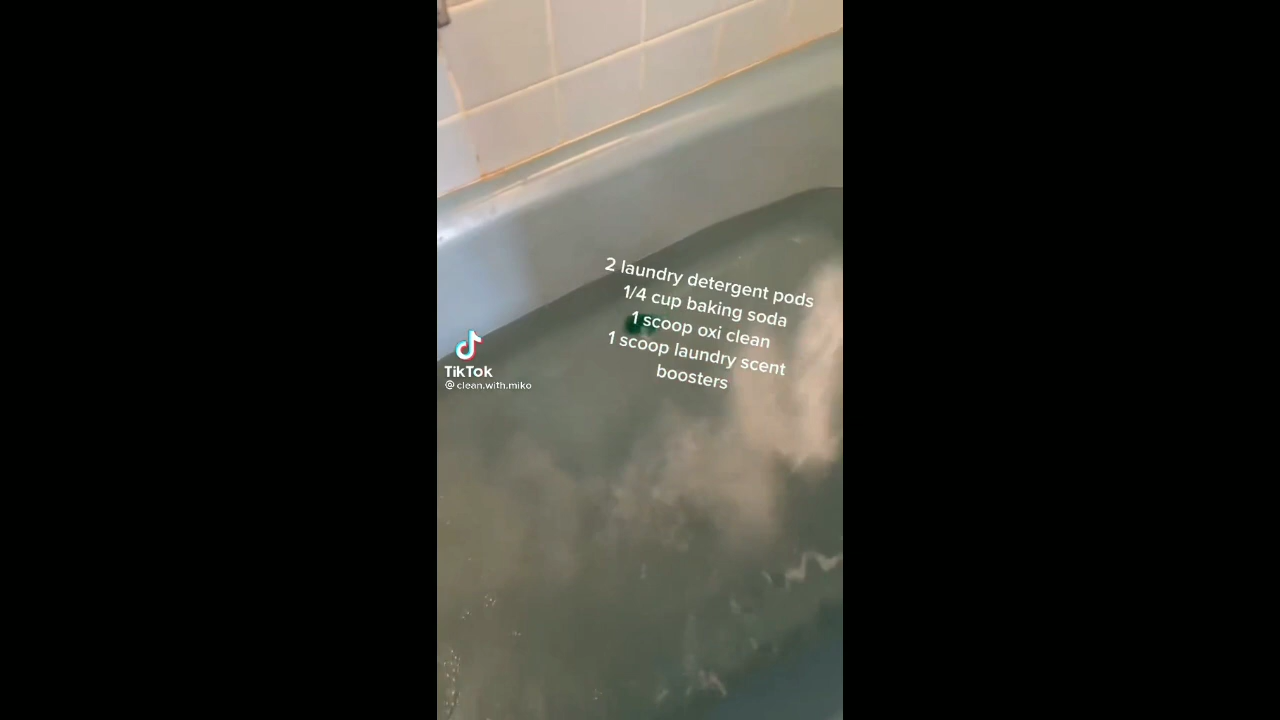 2 laundry detergent pods
1/4 cup baking soda
1 scoop oxi clean
1 scoop laundry scent
boosters
TikTok
@clean.with.miko